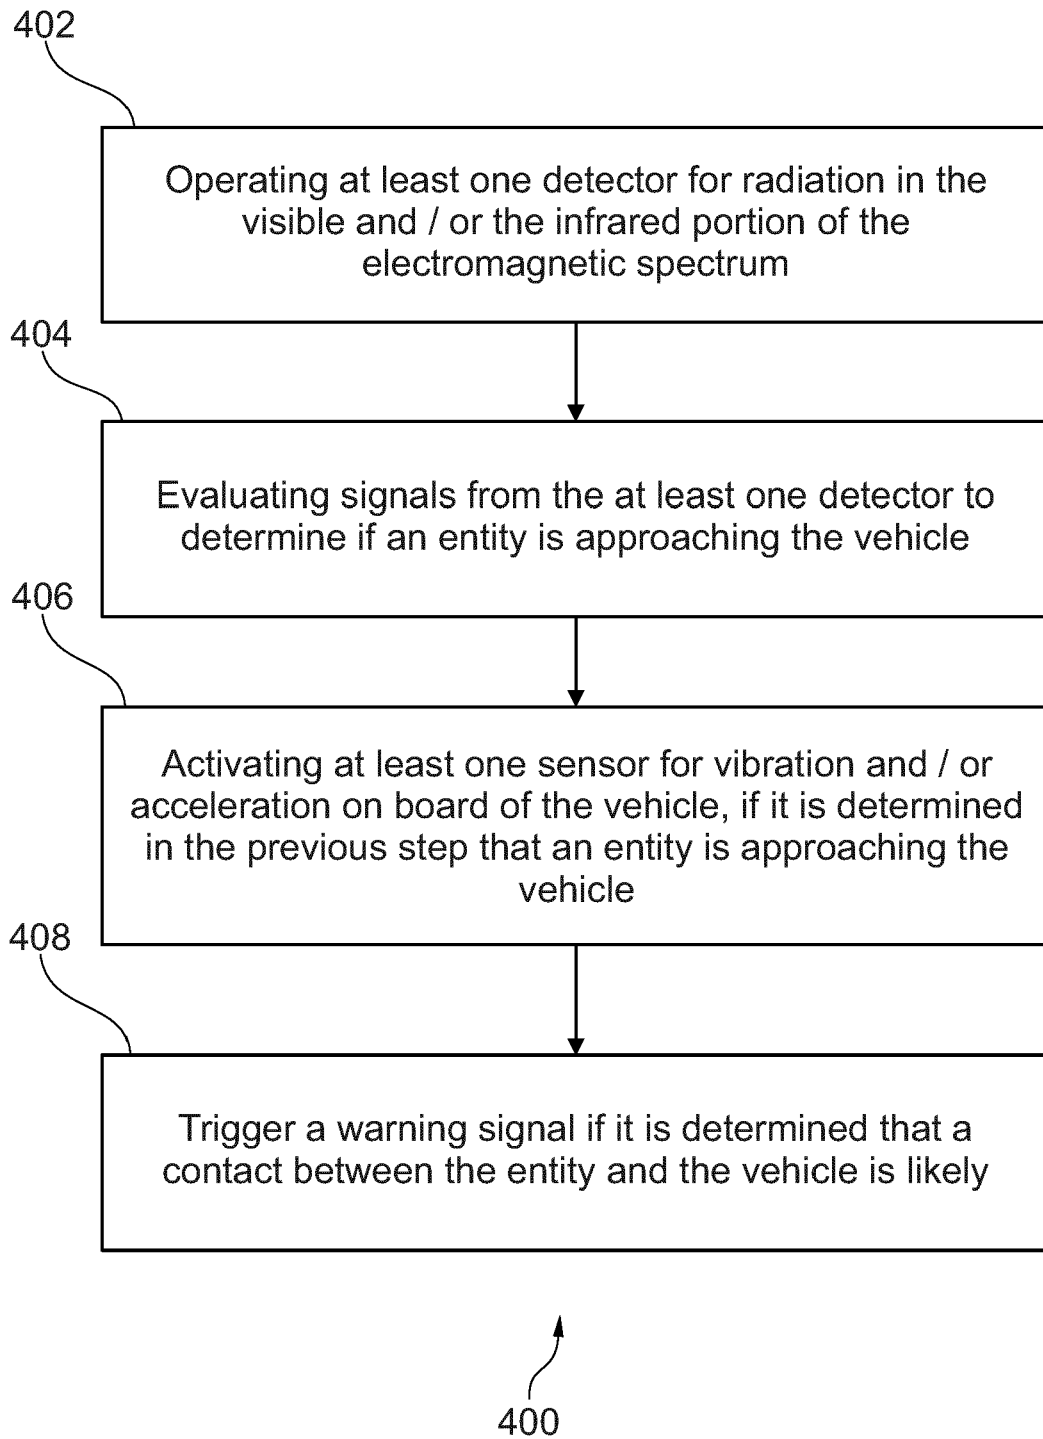 402
Operating at least one detector for radiation in the
visible and / or the infrared portion of the
electromagnetic spectrum
404
Evaluating signals from the at least one detector to
determine if an entity is approaching the vehicle
406
Activating at least one sensor for vibration and / or
acceleration on board of the vehicle, if it is determined
in the previous step that an entity is approaching the
vehicle
408
Trigger a warning signal if it is determined that a
contact between the entity and the vehicle is likely
400